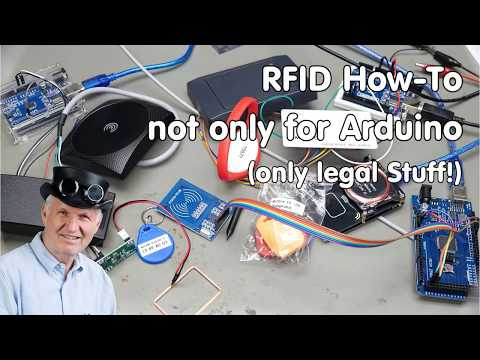 RFID How-To
not only for Arduino
(only legal Stuff!)